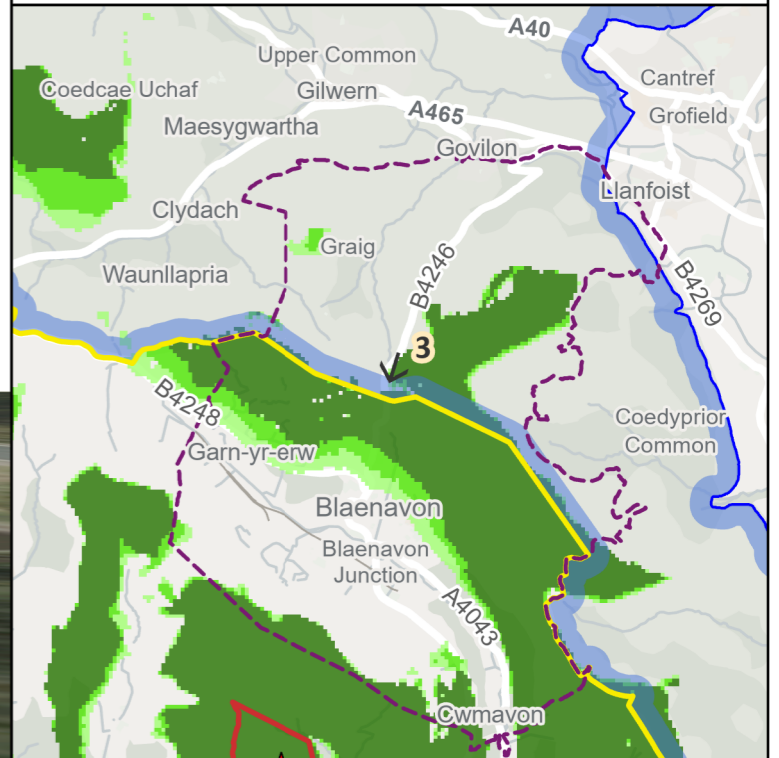 A40
Upper Common
Cantref
Coedcae Uchaf
Gilwern
Grofield
A465
Maesygwartha
Govilon
Llanfoist
Clydach
Graig
Waunllapria
B4246
B4269
3
B4248
Coedyprior
Common
Garn-yr-erw
Blaenavon
Blaenavon
Junction
A4043
Cwmavon